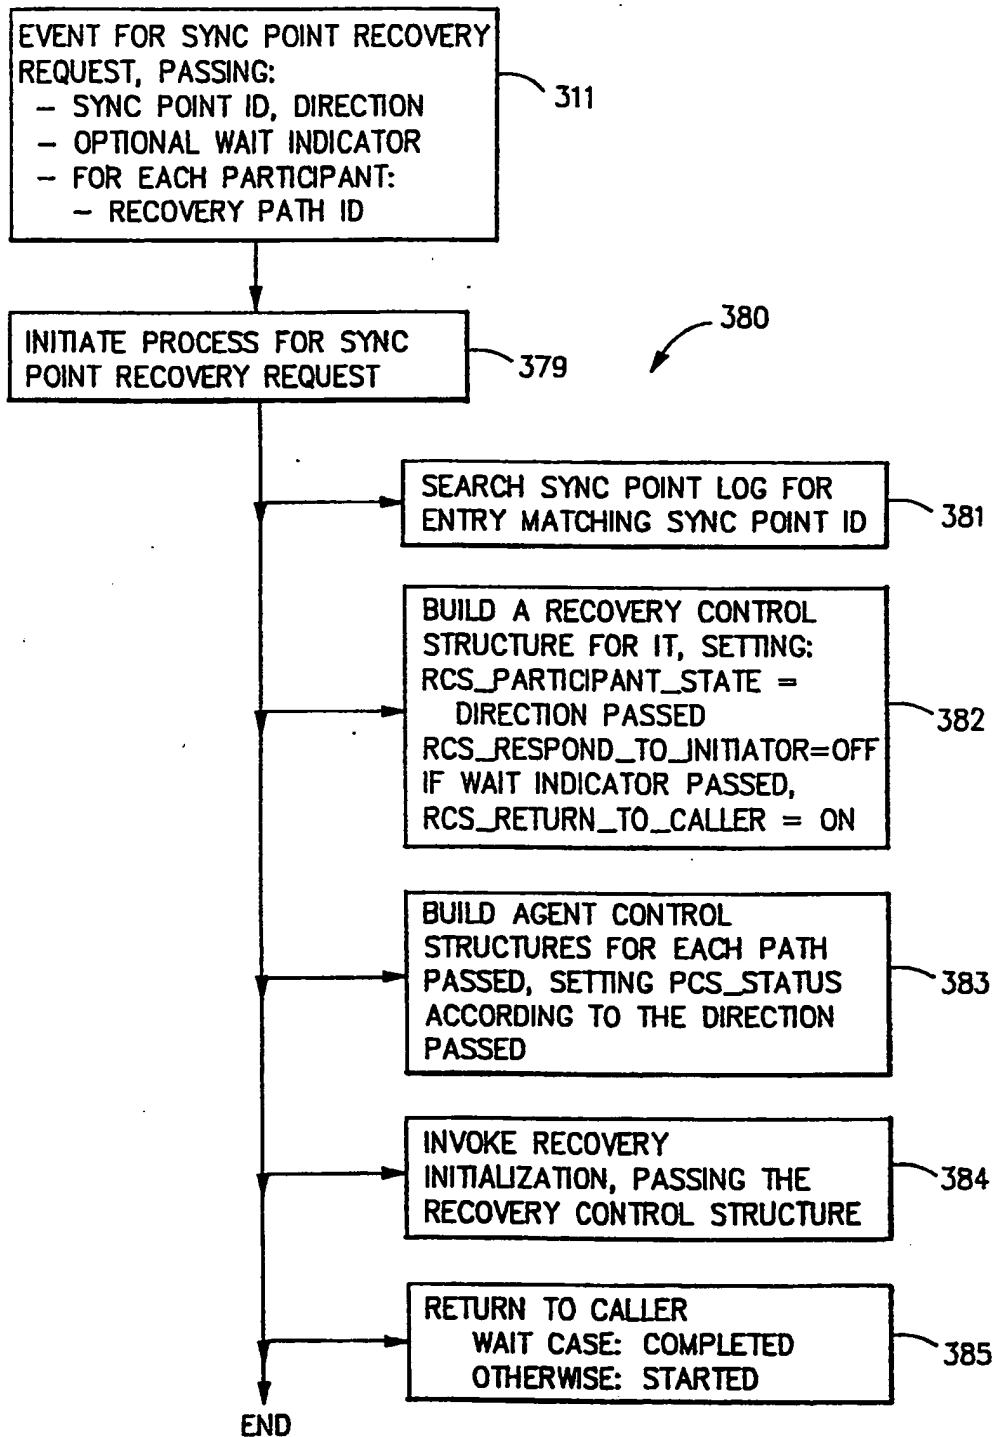 EVENT FOR SYNC POINT RECOVERY
REQUEST, PASSING:
- SYNC POINT ID, DIRECTION
- OPTIONAL WAIT INDICATOR
- FOR EACH PARTICIPANT:
- RECOVERY PATH ID
311
INITIATE PROCESS FOR SYNC
POINT RECOVERY REQUEST
379
380
SEARCH SYNC POINT LOG FOR
ENTRY MATCHING SYNC POINT ID
381
BUILD A RECOVERY CONTROL
STRUCTURE FOR IT, SETTING:
RCS_PARTICIPANT_STATE =
DIRECTION PASSED
RCS_RESPOND_TO_INITIATOR=OFF
IF WAIT INDICATOR PASSED,
RCS_RETURN_TO_CALLER = ON
382
BUILD AGENT CONTROL
STRUCTURES FOR EACH PATH
PASSED, SETTING PCS_STATUS
ACCORDING TO THE DIRECTION
PASSED
383
INVOKE RECOVERY
INITIALIZATION, PASSING THE
RECOVERY CONTROL STRUCTURE
384
RETURN TO CALLER
WAIT CASE: COMPLETED
OTHERWISE: STARTED
385
END